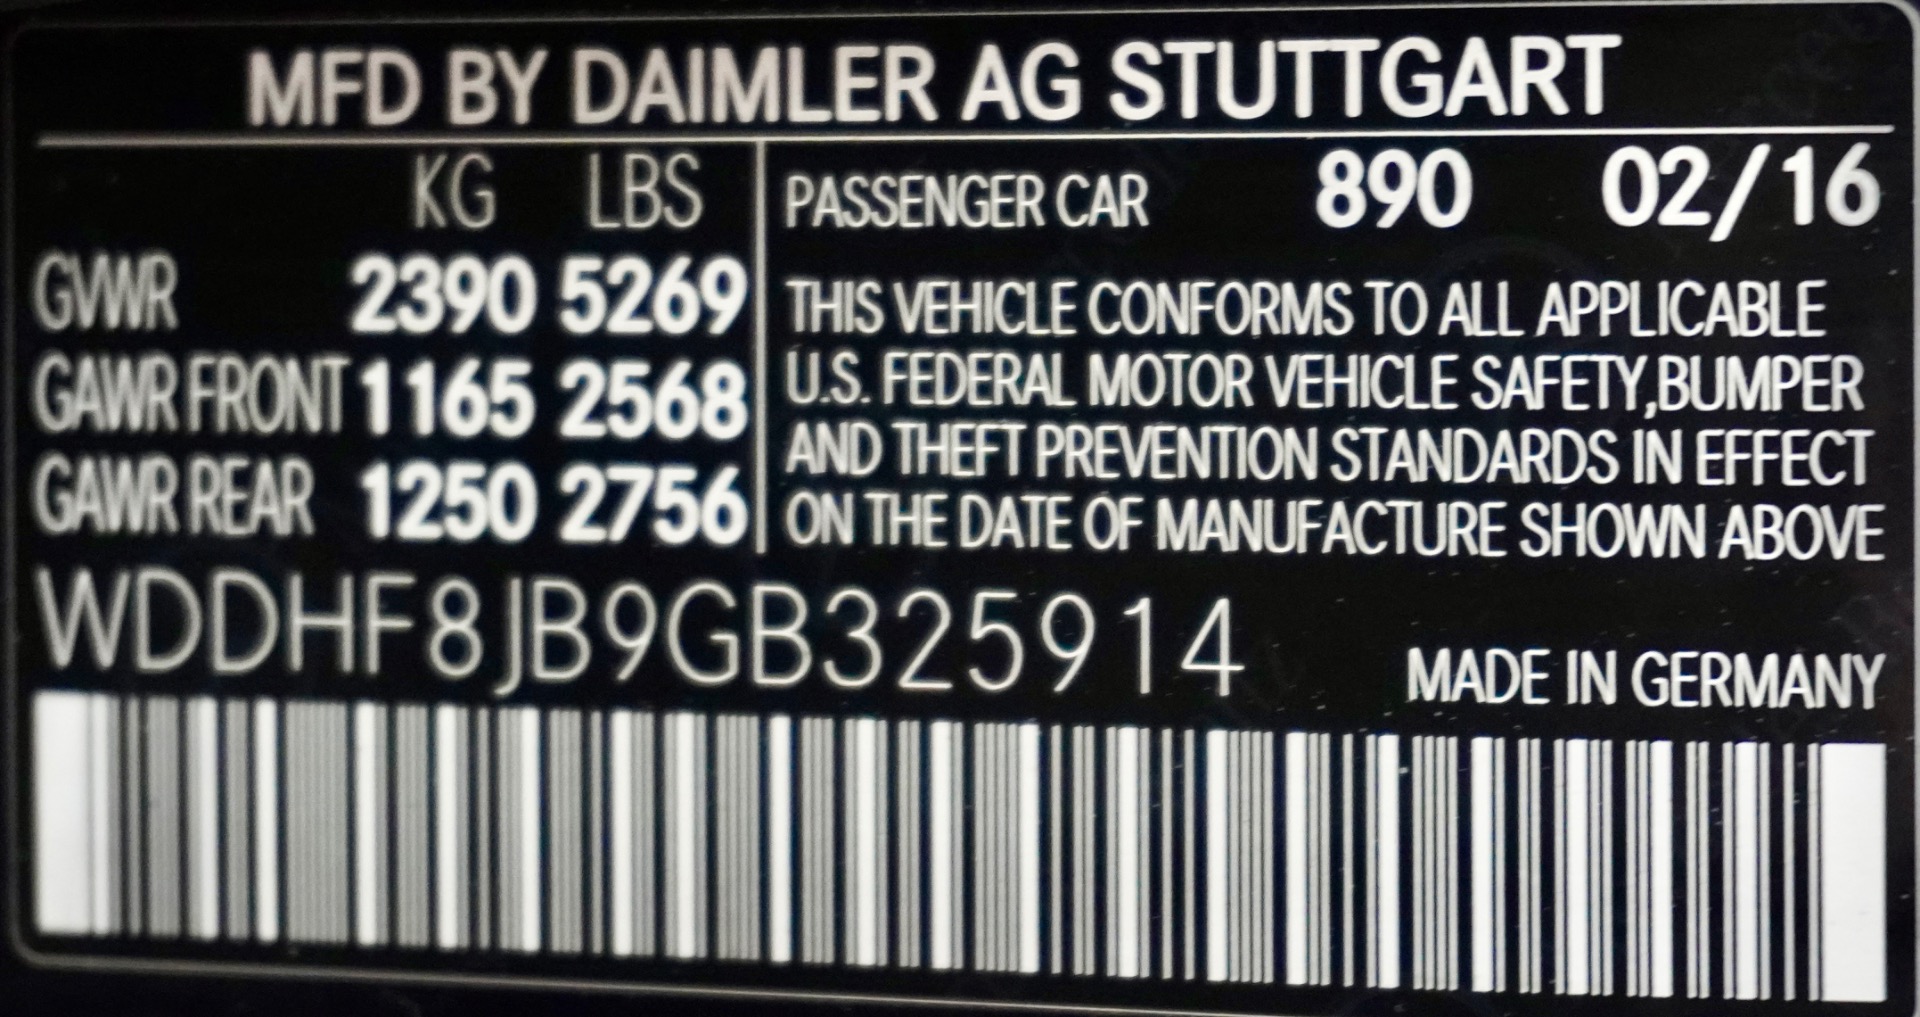 MFD BY DAIMLER AG STUTTGART
KG LBS
GVWR 2390 5269
GAWR FRONT 1165 2568
GAWR REAR 1250 2756
PASSENGER CAR 890 02/16
THIS VEHICLE CONFORMS TO ALL APPLICABLE
U.S. FEDERAL MOTOR VEHICLE SAFETY,BUMPER
AND THEFT PREVENTION STANDARDS IN EFFECT
ON THE DATE OF MANUFACTURE SHOWN ABOVE
WDDHF8JB9GB325914
MADE IN GERMANY